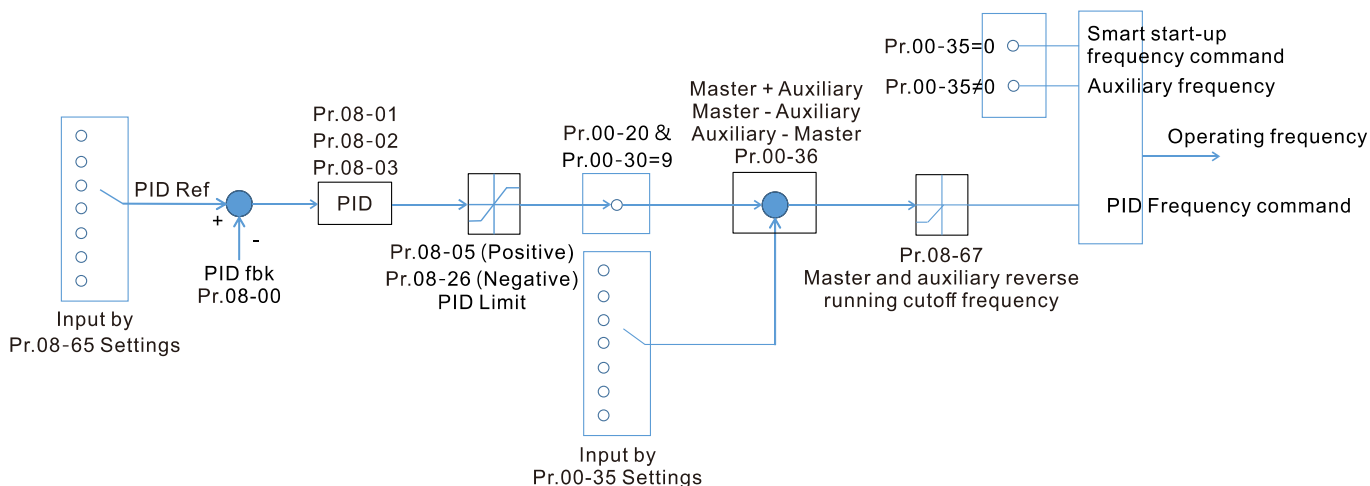 Pr.00-35=0
Smart start-up
frequency command
Pr.00-35≠0
Auxiliary frequency
Master + Auxiliary
Master - Auxiliary
Auxiliary - Master
Pr.00-36
Pr.08-01
Pr.08-02
Pr.08-03
Pr.00-20 &
Pr.00-30=9
Operating frequency
PID Ref
+
-
PID
PID Frequency command
PID fbk
Pr.08-00
Pr.08-05 (Positive)
Pr.08-26 (Negative)
PID Limit
Pr.08-67
Master and auxiliary reverse
running cutoff frequency
Input by
Pr.08-65 Settings
Input by
Pr.00-35 Settings